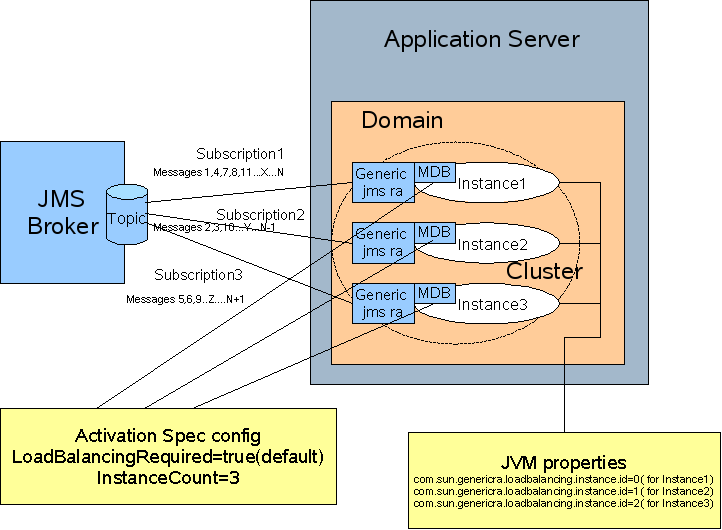 Application Server
Domain
JMS
Broker
Topic
Subscription1
Messages 1,4,7,8,11...X...N
Subscription2
Messages 2,3,10...Y...N-1
Subscription3
Messages 5,6,9..Z....N+1
Generic
jms ra
MDB
Instance1
Generic
jms ra
MDB
Instance2
Cluster
Generic
jms ra
MDB
Instance3
Activation Spec config
LoadBalancingRequired=true(default)
InstanceCount=3
JVM properties
com.sun.genericra.loadbalancing.instance.id=0( for Instance1)
com.sun.genericra.loadbalancing.instance.id=1( for Instance2)
com.sun.genericra.loadbalancing.instance.id=2( for Instance3)